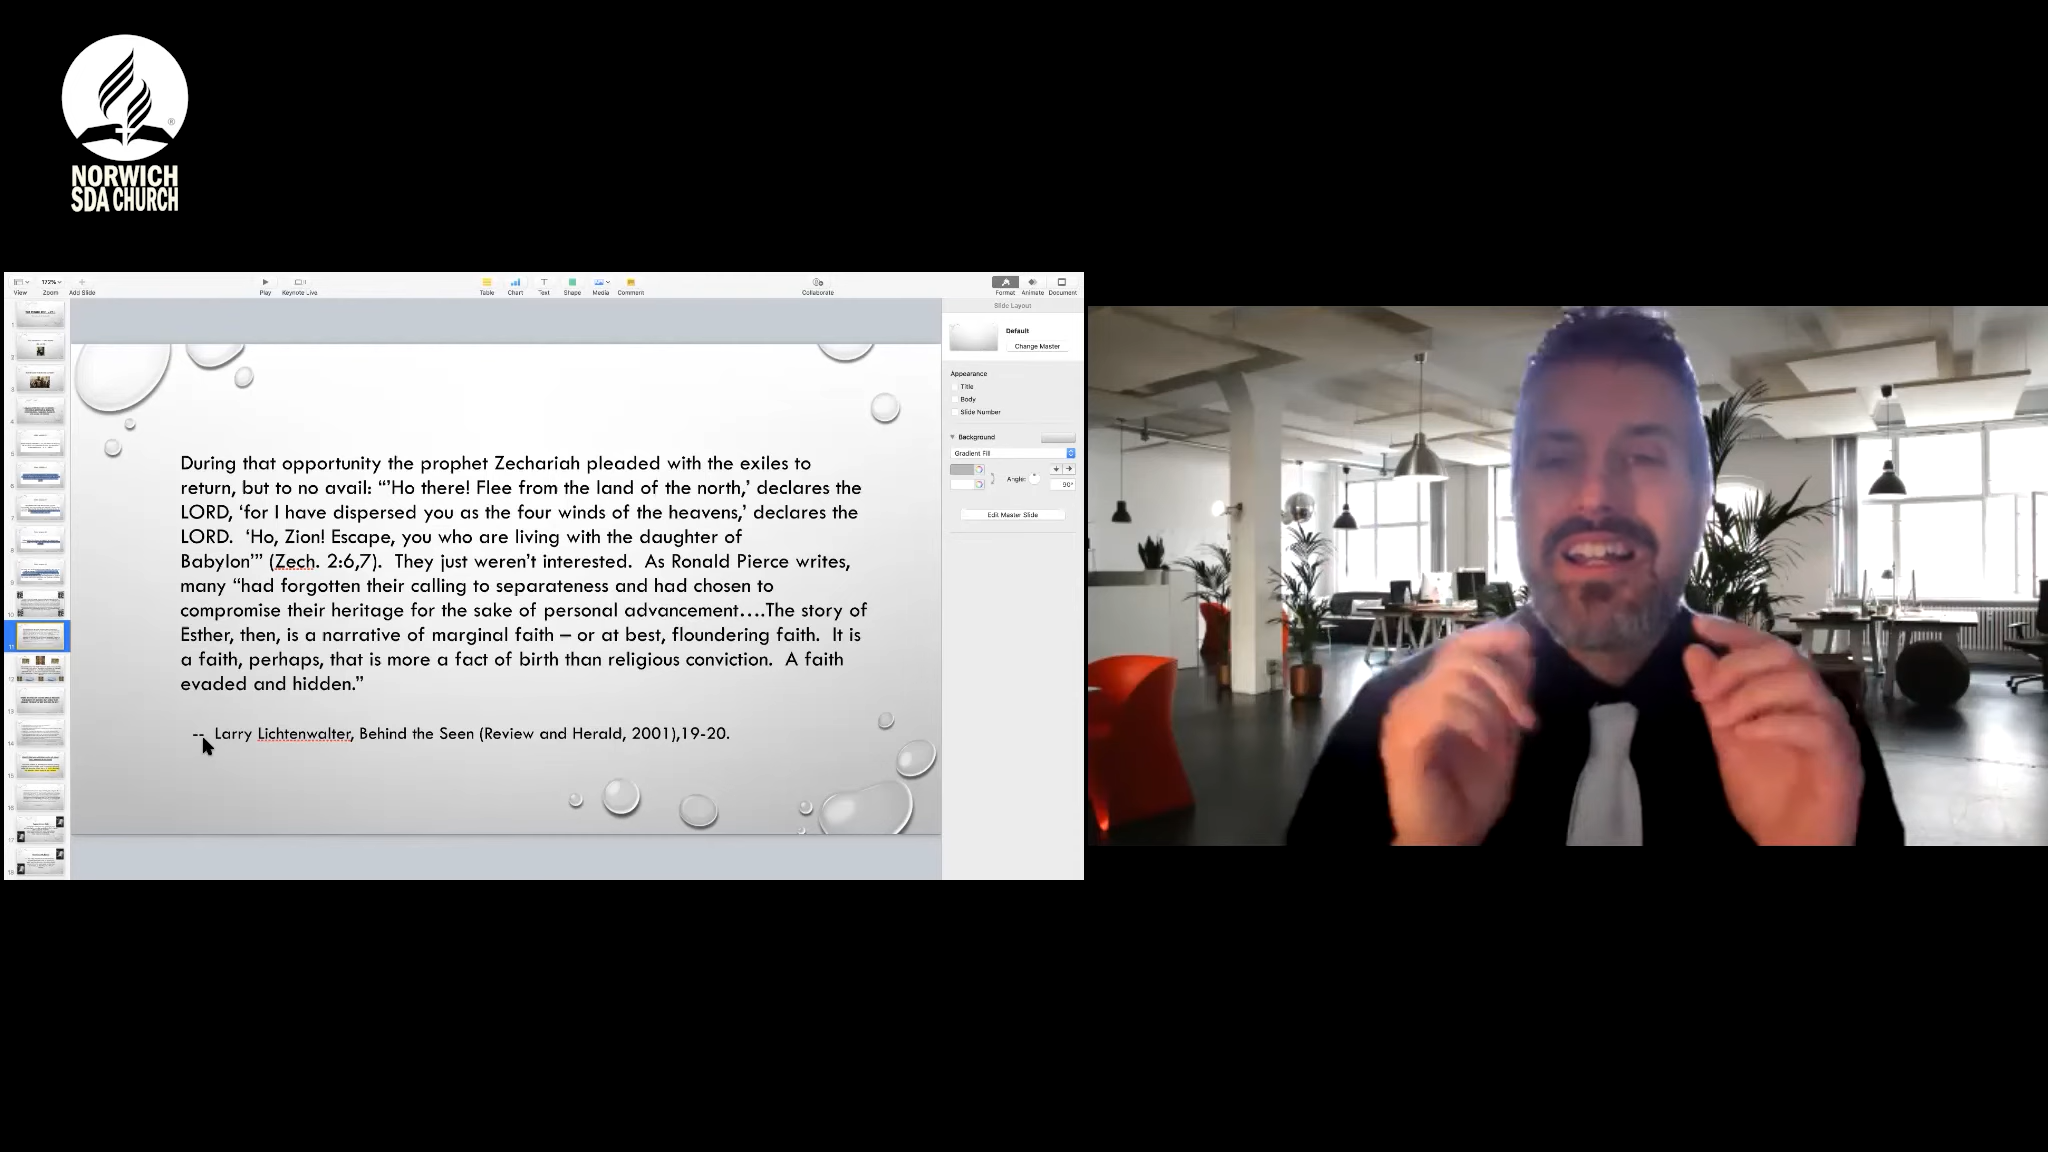 ®
NORWICH
SDA CHURCH
172%
View
Zoom
Add Slide
Play
Keynote Live
Table
Chart
Text
Shape
Media
Comment
Collaborate
Format
Animate
Document
During that opportunity the prophet Zechariah pleaded with the exiles to
return, but to no avail: “’Ho there! Flee from the land of the north,’ declares the
LORD, ‘for I have dispersed you as the four winds of the heavens,’ declares the
LORD.  ‘Ho, Zion! Escape, you who are living with the daughter of
Babylon’” (Zech. 2:6,7).  They just weren’t interested.  As Ronald Pierce writes,
many “had forgotten their calling to separateness and had chosen to
compromise their heritage for the sake of personal advancement….The story of
Esther, then, is a narrative of marginal faith – or at best, floundering faith.  It is
a faith, perhaps, that is more a fact of birth than religious conviction.  A faith
evaded and hidden.”
--  Larry Lichtenwalter, Behind the Seen (Review and Herald, 2001),19-20.
Slide Layout
Default
Change Master
Appearance
Title
Body
Slide Number
Background
Gradient Fill
Angle:
90°
Edit Master Slide